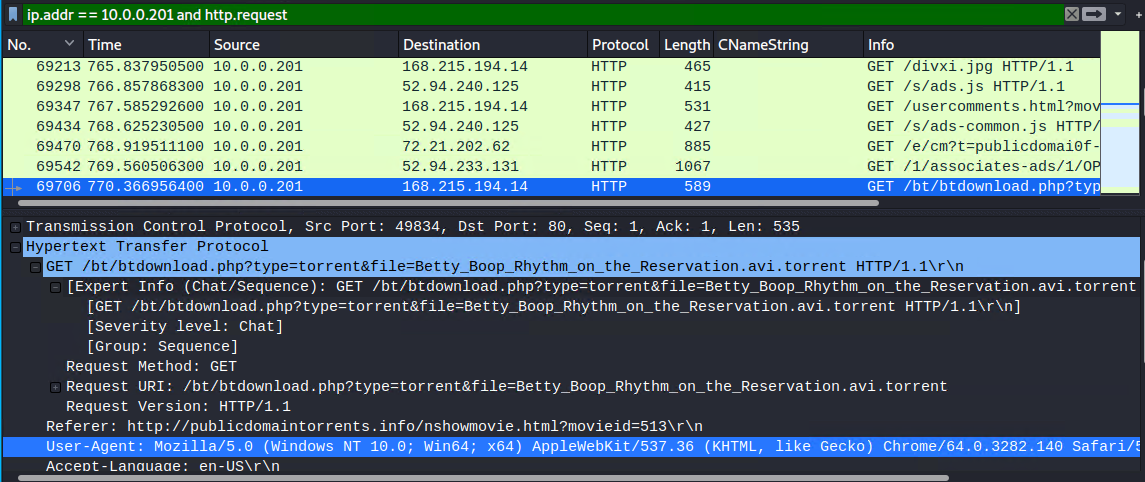 ip.addr == 10.0.0.201 and http.request
No. Time Source Destination Protocol Length CNameString Info
69213 765.837950500 10.0.0.201 168.215.194.14 HTTP 465 GET /divxi.jpg HTTP/1.1
69298 766.857868300 10.0.0.201 52.94.240.125 HTTP 415 GET /s/ads.js HTTP/1.1
69347 767.585292600 10.0.0.201 168.215.194.14 HTTP 531 GET /usercomments.html?mov
69434 768.625230500 10.0.0.201 52.94.240.125 HTTP 427 GET /s/ads-common.js HTTP/
69470 768.919511100 10.0.0.201 72.21.202.62 HTTP 885 GET /e/cm?t=publicdomai0f-
69542 769.560506300 10.0.0.201 52.94.233.131 HTTP 1067 GET /1/associates-ads/1/OP
69706 770.366956400 10.0.0.201 168.215.194.14 HTTP 589 GET /bt/btdownload.php?typ
Transmission Control Protocol, Src Port: 49834, Dst Port: 80, Seq: 1, Ack: 1, Len: 535
Hypertext Transfer Protocol
GET /bt/btdownload.php?type=torrent&file=Betty_Boop_Rhythm_on_the_Reservation.avi.torrent HTTP/1.1\r\n
[Expert Info (Chat/Sequence): GET /bt/btdownload.php?type=torrent&file=Betty_Boop_Rhythm_on_the_Reservation.avi.torrent
[GET /bt/btdownload.php?type=torrent&file=Betty_Boop_Rhythm_on_the_Reservation.avi.torrent HTTP/1.1\r\n]
[Severity level: Chat]
[Group: Sequence]
Request Method: GET
Request URI: /bt/btdownload.php?type=torrent&file=Betty_Boop_Rhythm_on_the_Reservation.avi.torrent
Request Version: HTTP/1.1
Referer: http://publicdomaintorrents.info/nshowmovie.html?movieid=513\r\n
User-Agent: Mozilla/5.0 (Windows NT 10.0; Win64; x64) AppleWebKit/537.36 (KHTML, like Gecko) Chrome/64.0.3282.140 Safari/5
Accept-Language: en-US\r\n